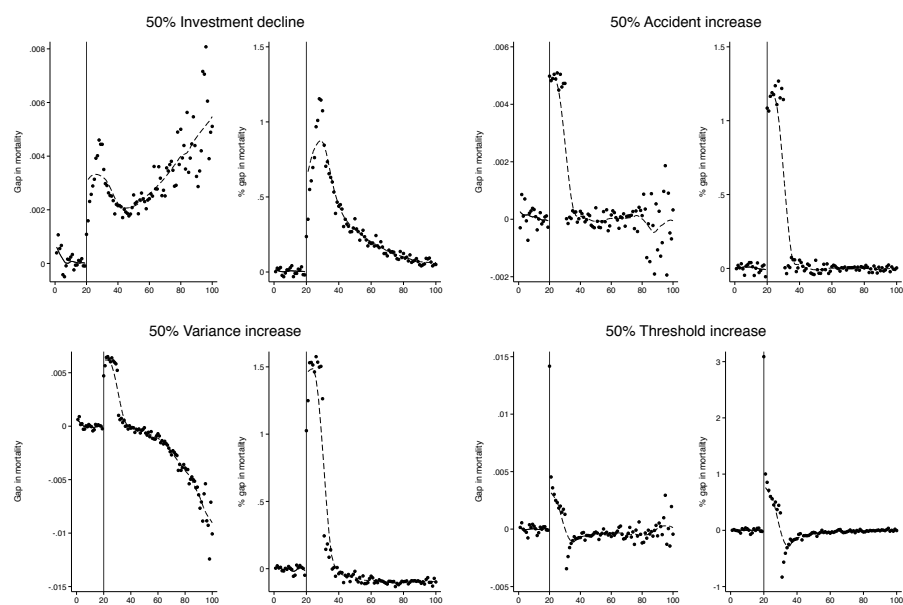 50% Investment decline
Gap in mortality
.008
.006
.004
.002
0
0 20 40 60 80 100
% gap in mortality
1.5
1
.5
0
0 20 40 60 80 100
50% Accident increase
Gap in mortality
.006
.004
.002
0
-.002
0 20 40 60 80 100
% gap in mortality
1.5
1
.5
0
0 20 40 60 80 100
50% Variance increase
Gap in mortality
.005
0
-.005
-.01
-.015
0 20 40 60 80 100
% gap in mortality
1.5
1
.5
0
0 20 40 60 80 100
50% Threshold increase
Gap in mortality
.015
.01
.005
0
-.005
0 20 40 60 80 100
% gap in mortality
3
2
1
0
-1
0 20 40 60 80 100